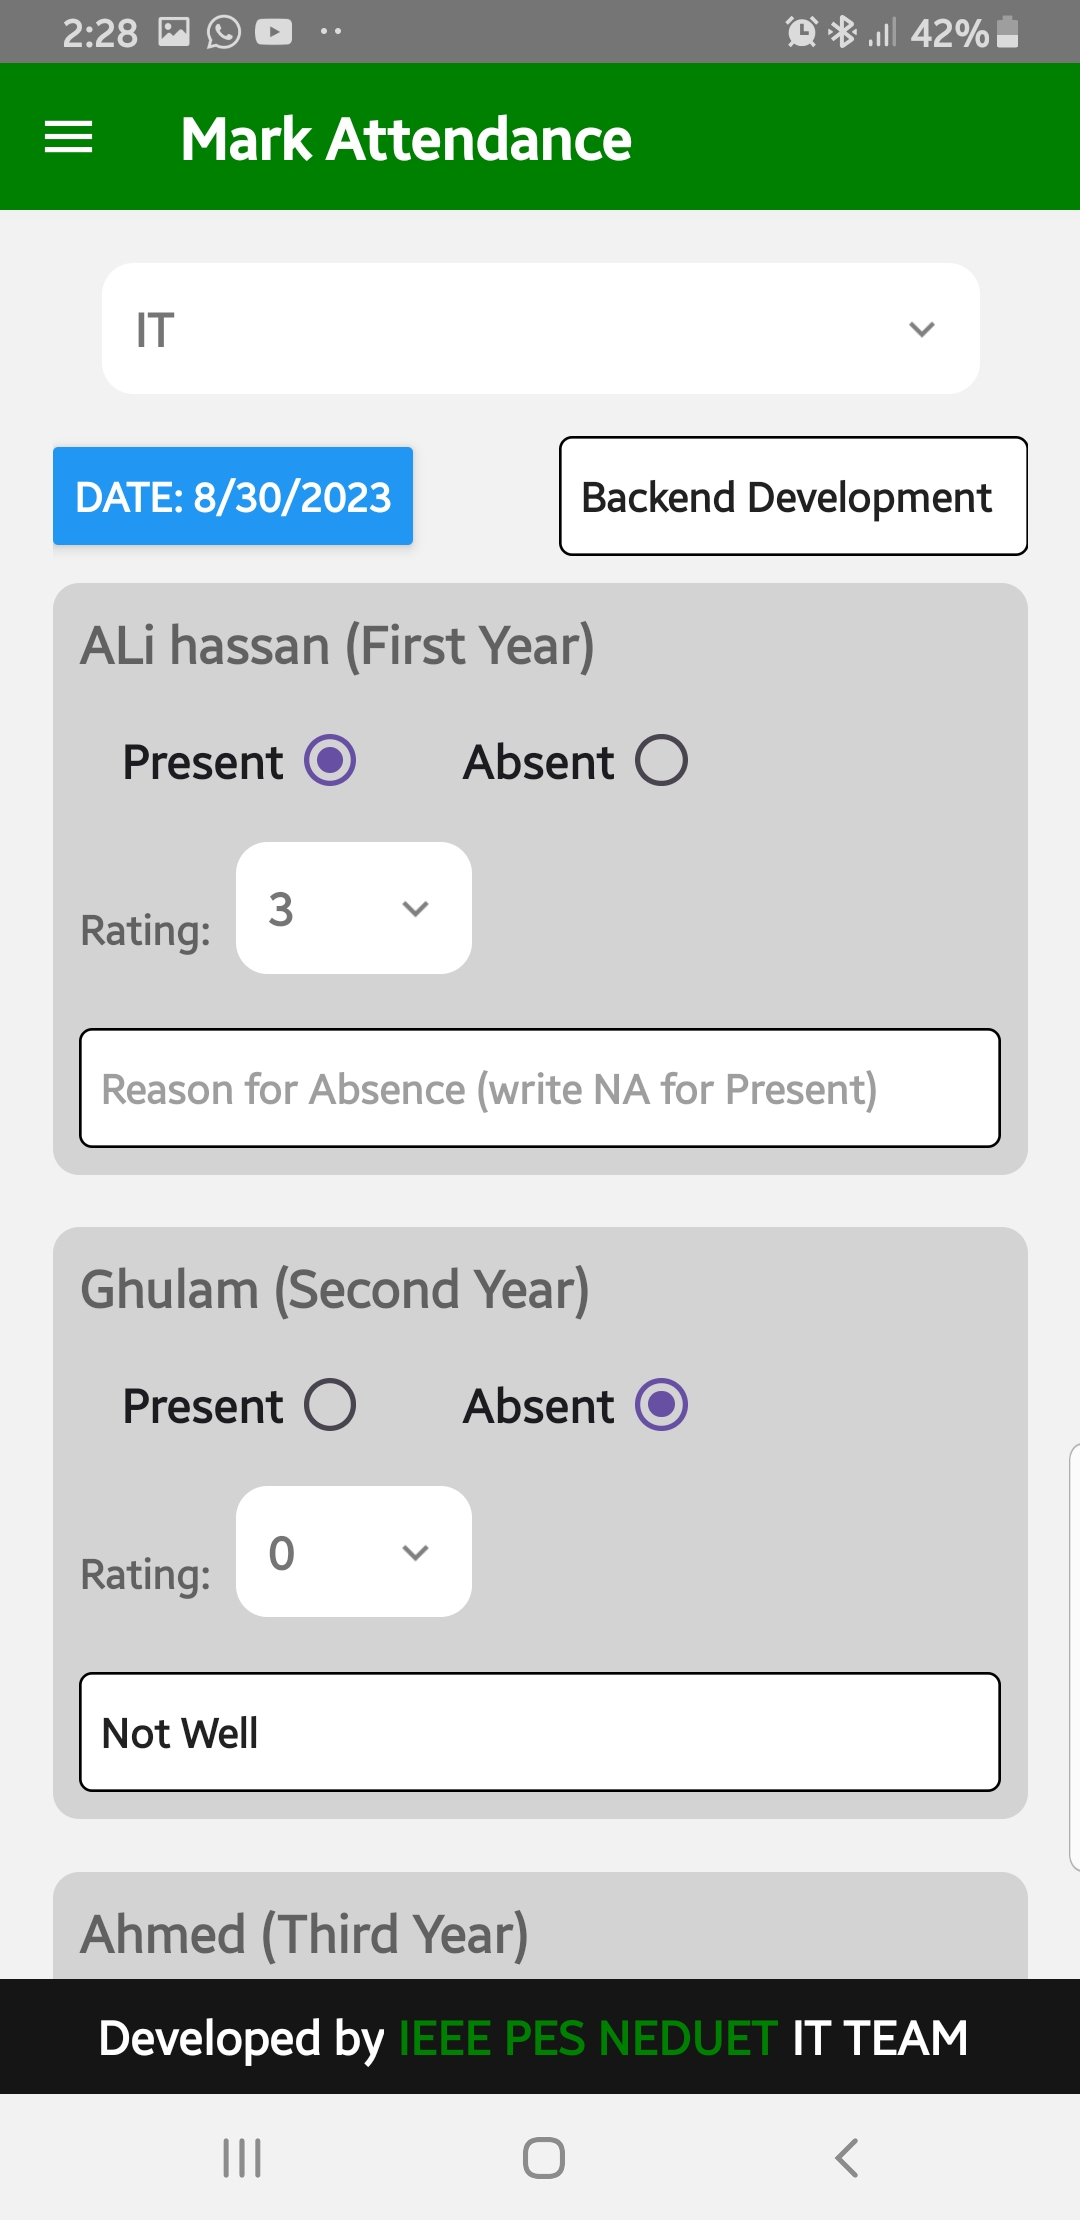 2:28
42%
Mark Attendance
IT
DATE: 8/30/2023
Backend Development
ALi hassan (First Year)
Present
Absent
Rating:
3
Reason for Absence (write NA for Present)
Ghulam (Second Year)
Present
Absent
Rating:
0
Not Well
Ahmed (Third Year)
Developed by IEEE PES NEDUET IT TEAM